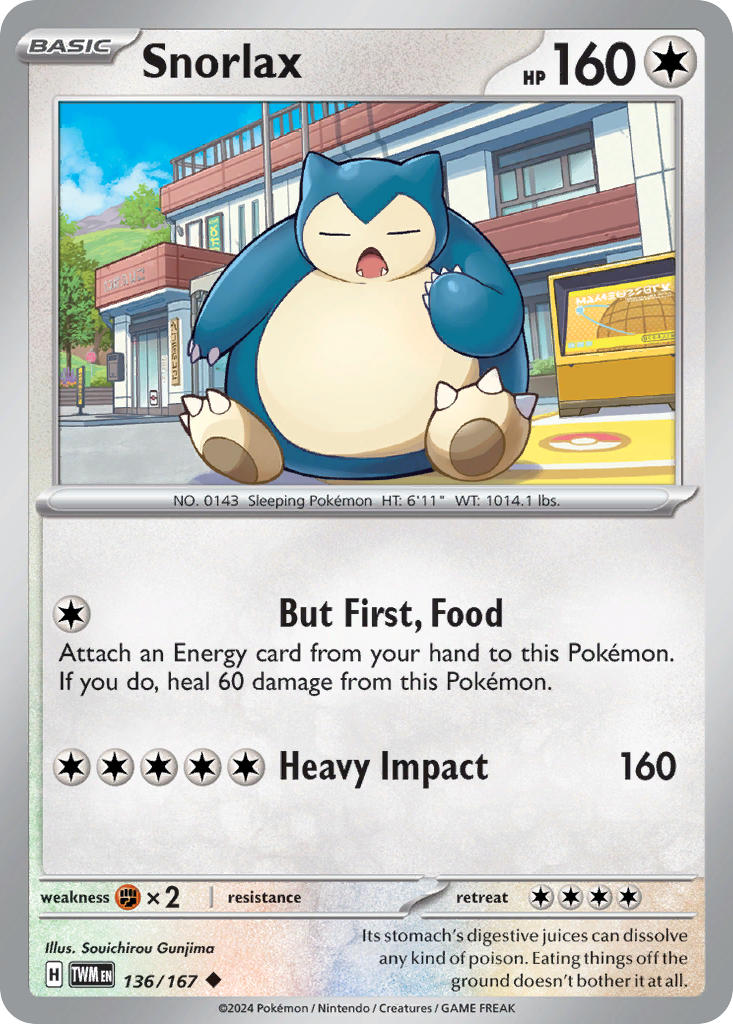 BASIC
Snorlax
HP 160
NO. 0143 Sleeping Pokémon HT: 6'11" WT: 1014.1 lbs.
But First, Food
Attach an Energy card from your hand to this Pokémon.
If you do, heal 60 damage from this Pokémon.
Heavy Impact 160
weakness ×2 resistance retreat
Illus. Souichirou Gunjima
H TWM EN 136/167
Its stomach's digestive juices can dissolve
any kind of poison. Eating things off the
ground doesn't bother it at all.
©2024 Pokémon / Nintendo / Creatures / GAME FREAK